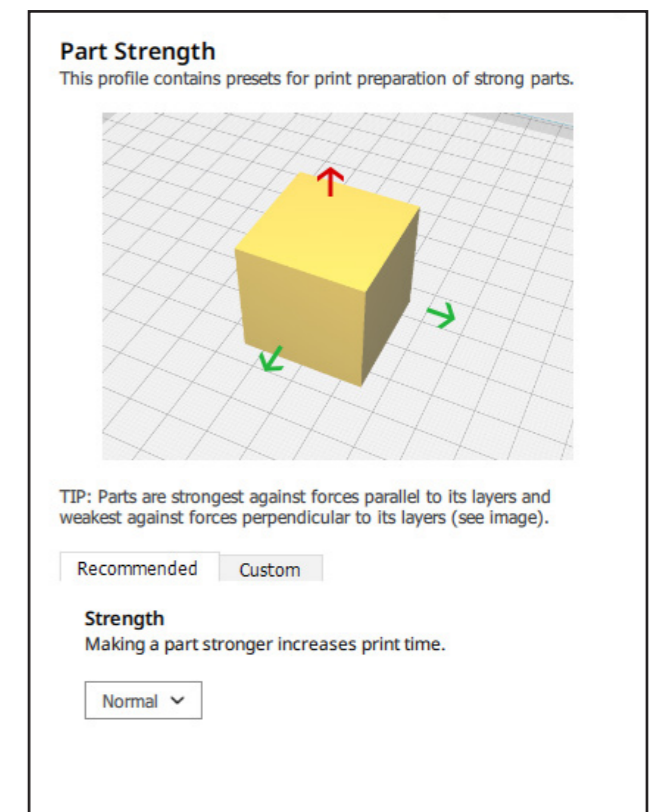 Part Strength
This profile contains presets for print preparation of strong parts.
TIP: Parts are strongest against forces parallel to its layers and
weakest against forces perpendicular to its layers (see image).
Recommended
Custom
Strength
Making a part stronger increases print time.
Normal